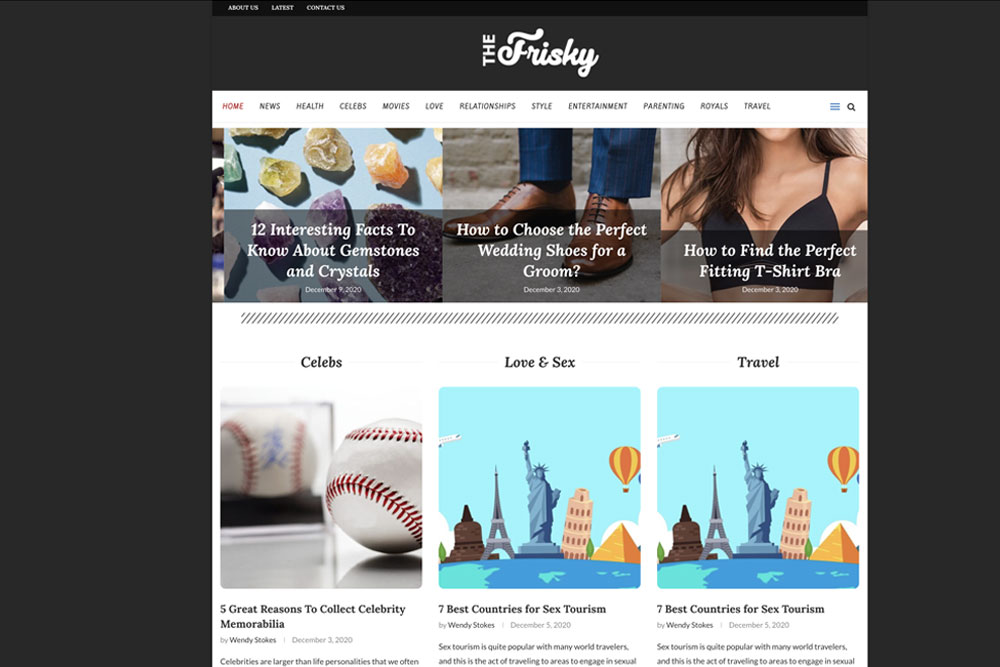 ABOUT US LATEST CONTACT US
THE Frisky
HOME NEWS HEALTH CELEBS MOVIES LOVE RELATIONSHIPS STYLE ENTERTAINMENT PARENTING ROYALS TRAVEL
12 Interesting Facts To
Know About Gemstones
and Crystals
December 9, 2020
How to Choose the Perfect
Wedding Shoes for a
Groom?
December 3, 2020
How to Find the Perfect
Fitting T-Shirt Bra
December 3, 2020
Celebs
Love & Sex
Travel
5 Great Reasons To Collect Celebrity
Memorabilia
by Wendy Stokes | December 3, 2020
Celebrities are larger than life personalities that we often
7 Best Countries for Sex Tourism
by Wendy Stokes | December 5, 2020
Sex tourism is quite popular with many world travelers,
and this is the act of traveling to areas to engage in sexual
7 Best Countries for Sex Tourism
by Wendy Stokes | December 5, 2020
Sex tourism is quite popular with many world travelers,
and this is the act of traveling to areas to engage in sexual